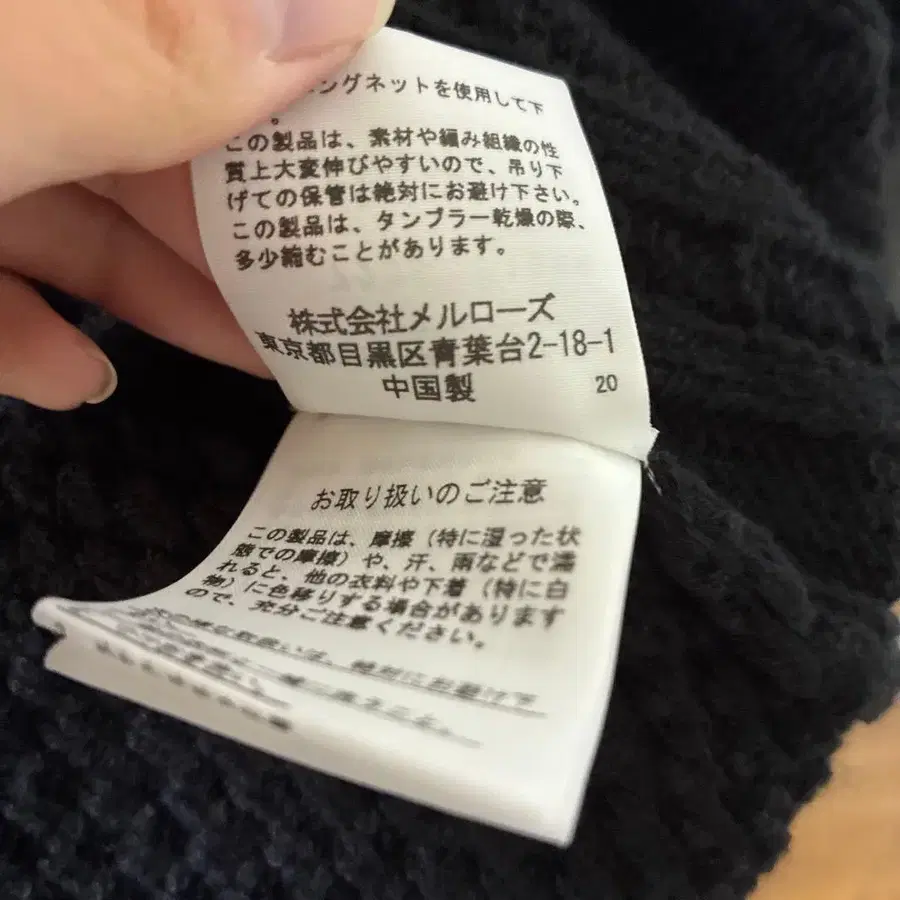 ングネットを使用して下
。
この製品は、素材や編み組織の性
質上大変伸びやすいので、吊り下
げての保管は絶対にお避け下さい。
この製品は、タンブラー乾燥の際、
多少縮むことがあります。
株式会社メルローズ
東京都目黒区青葉台2-18-1
中国製
20
お取り扱いのご注意
この製品は、摩擦（特に湿った状
態での摩擦）や、汗、雨などで濡
れると、他の衣料や下着（特に白
物）に色移りする場合があります
ので、充分ご注意ください。
は、絶対にお避け下